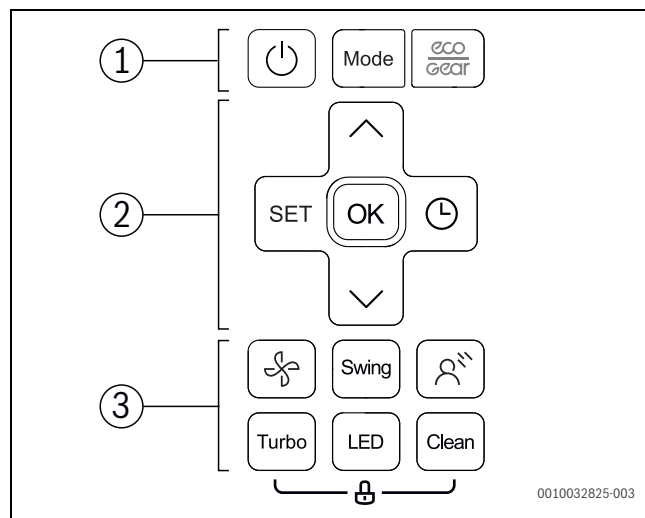 1
Mode
eco
Gear
2
SET
OK
3
Swing
Turbo
LED
Clean
0010032825-003